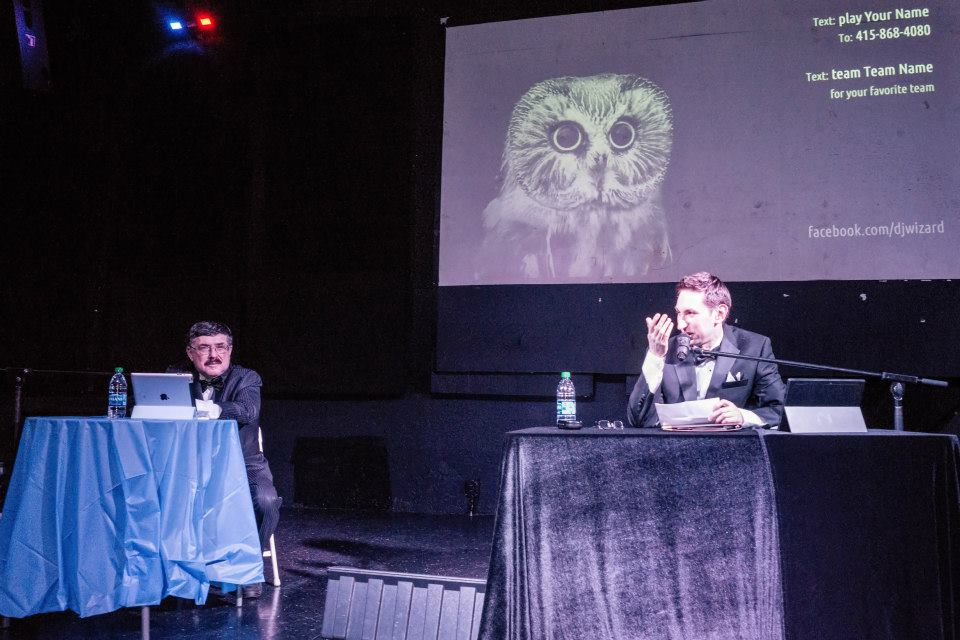 Text: play Your Name
To: 415-868-4080
Text: team Team Name
for your favorite team
facebook.com/djwizard